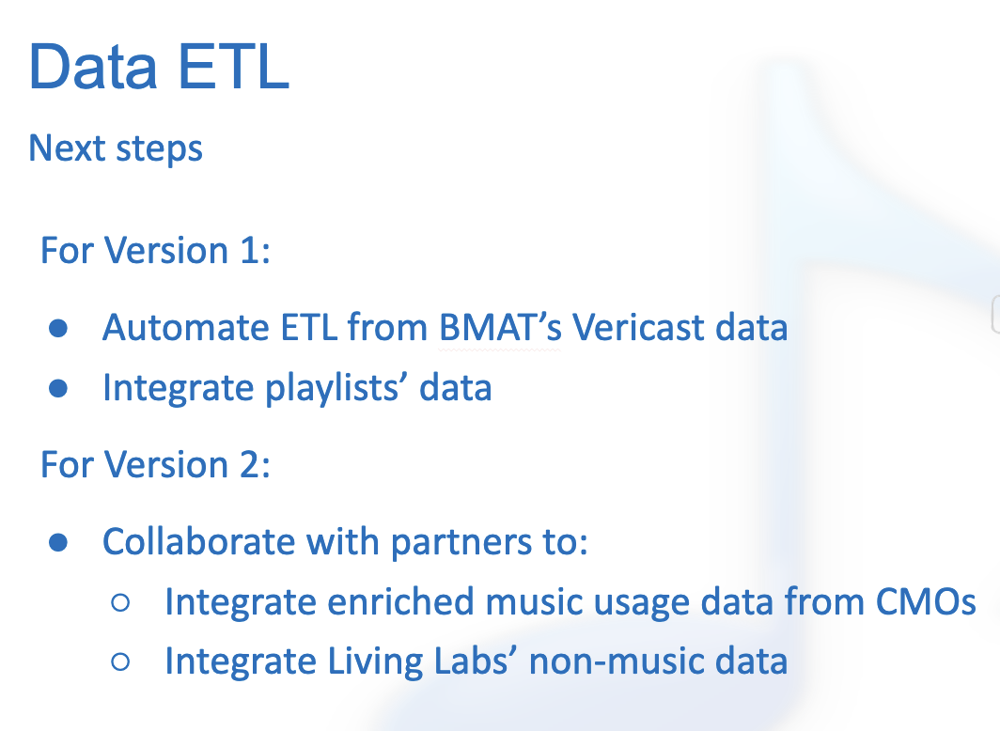 Data ETL
Next steps
For Version 1:
● Automate ETL from BMAT’s Vericast data
● Integrate playlists’ data
For Version 2:
● Collaborate with partners to:
○ Integrate enriched music usage data from CMOs
○ Integrate Living Labs’ non-music data